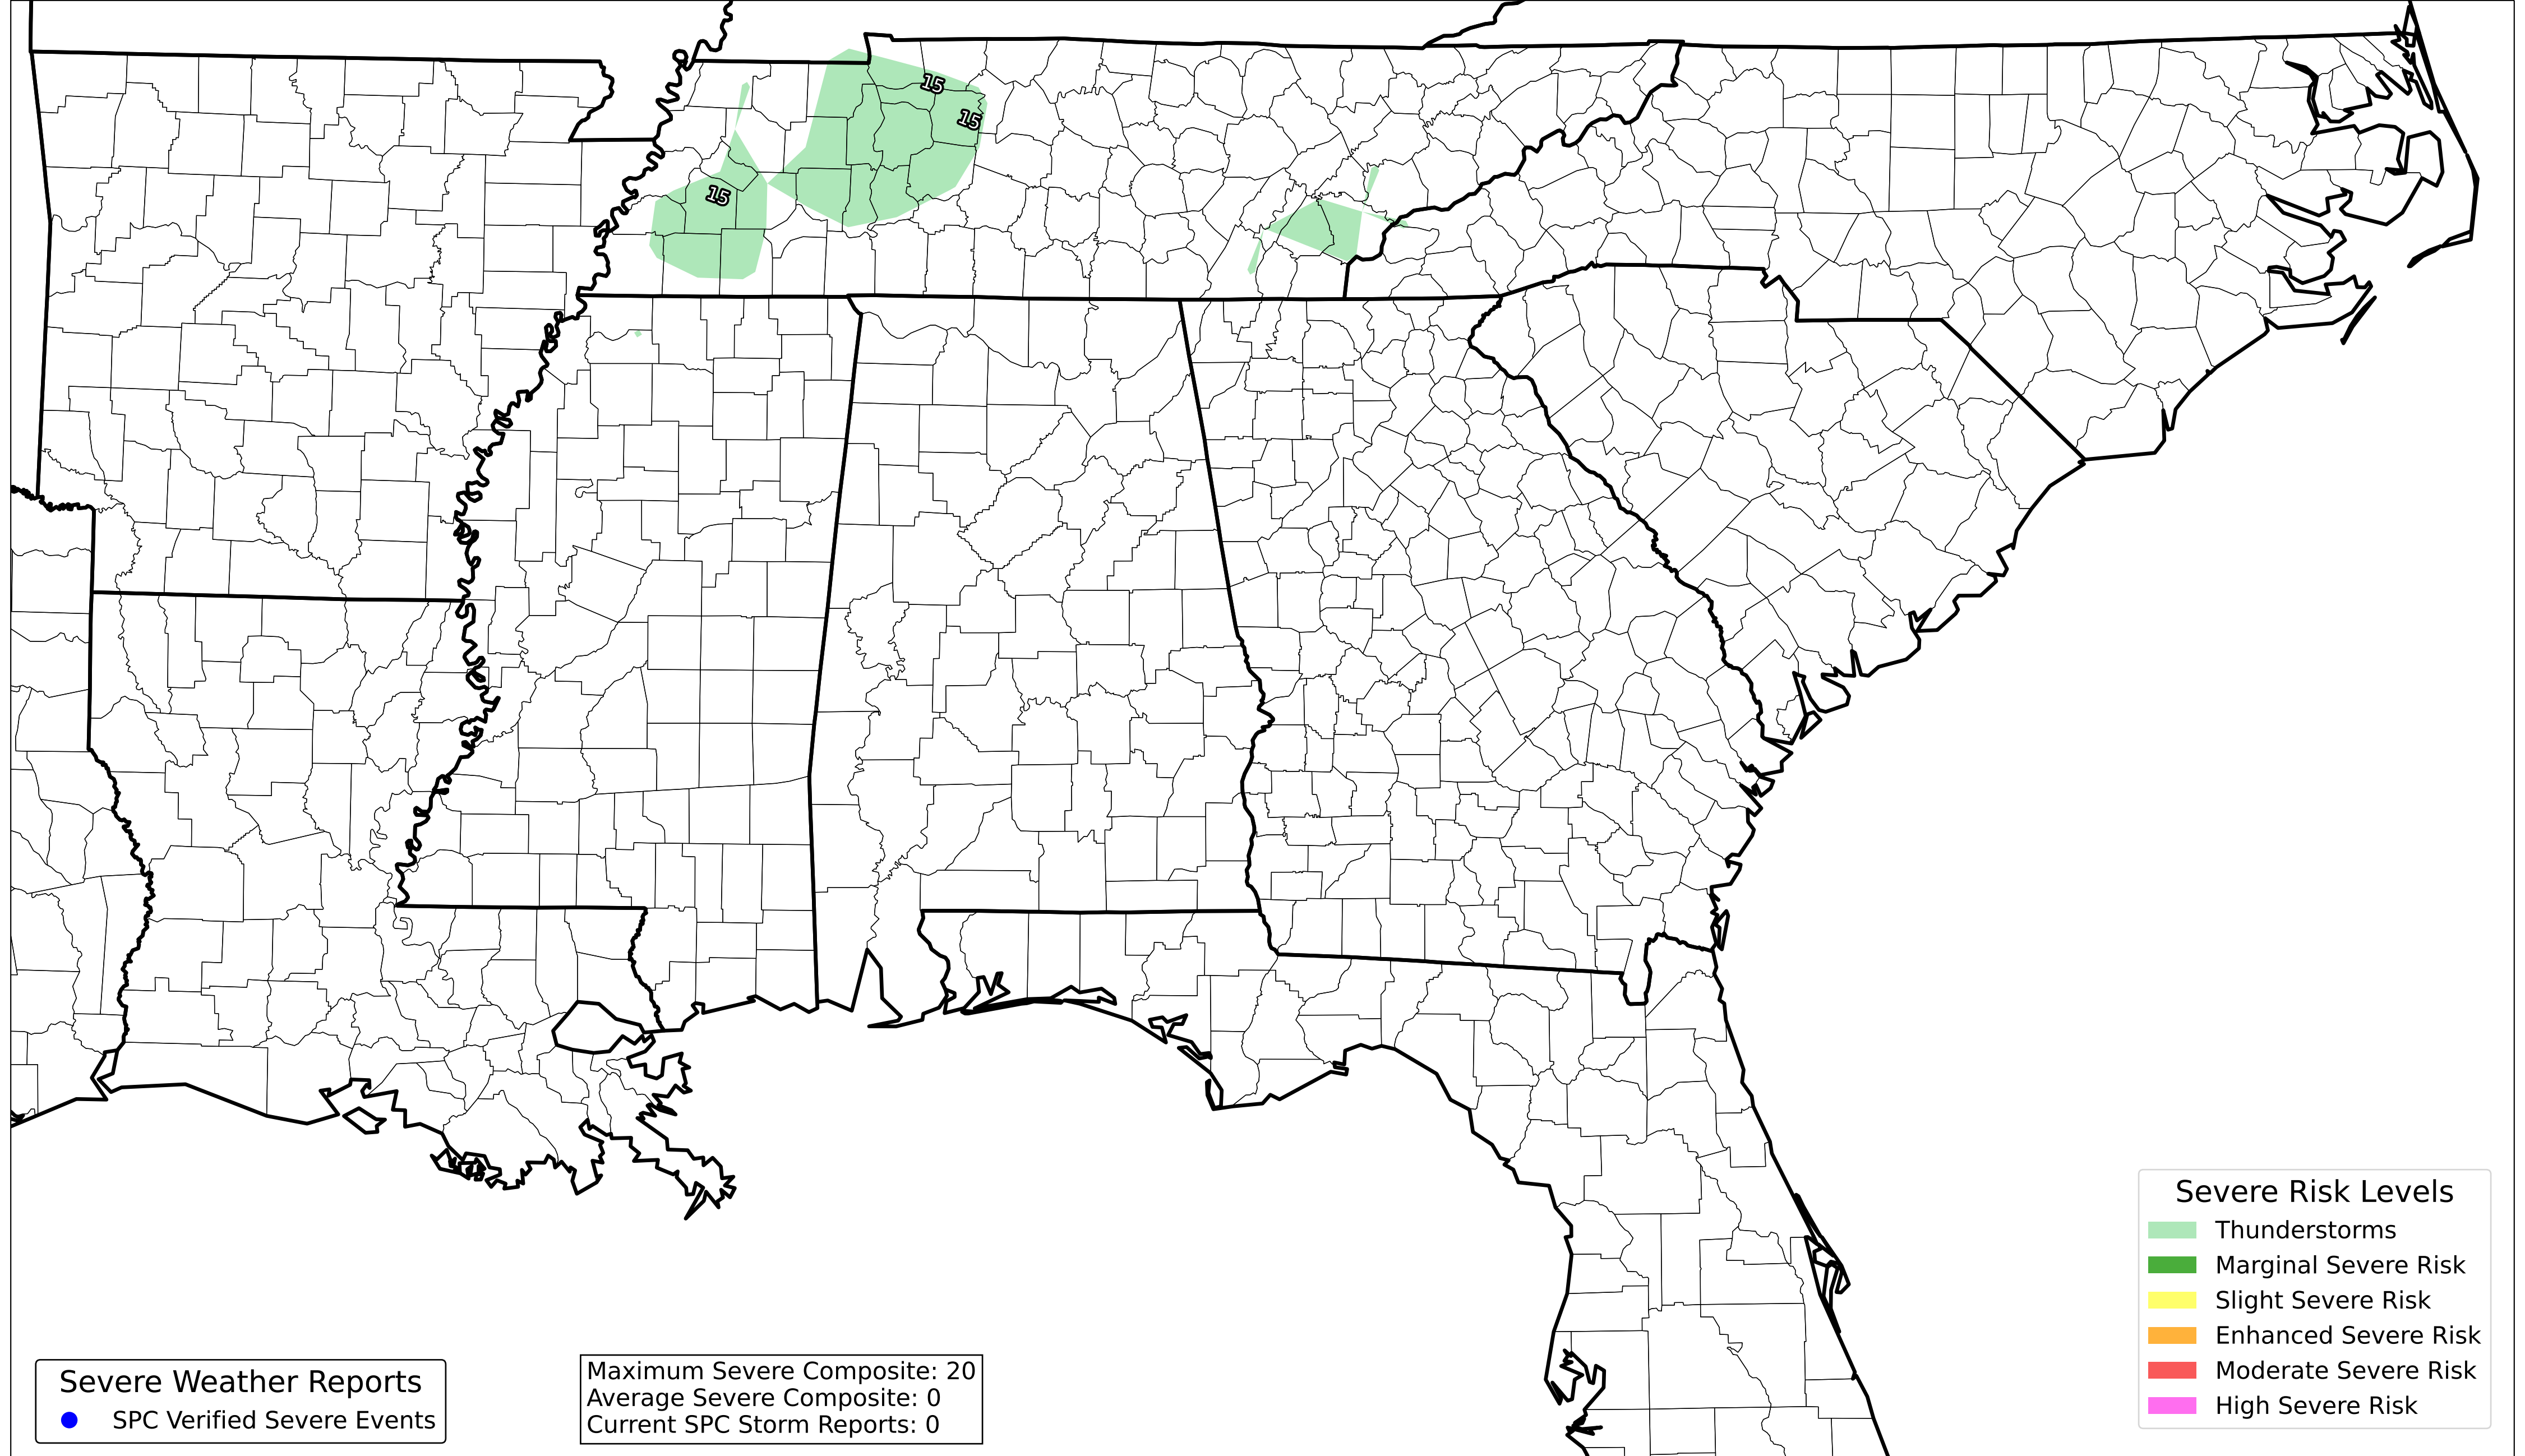 15
15
15
Severe Risk Levels
Thunderstorms
Marginal Severe Risk
Slight Severe Risk
Enhanced Severe Risk
Moderate Severe Risk
High Severe Risk
Severe Weather Reports
SPC Verified Severe Events
Maximum Severe Composite: 20
Average Severe Composite: 0
Current SPC Storm Reports: 0